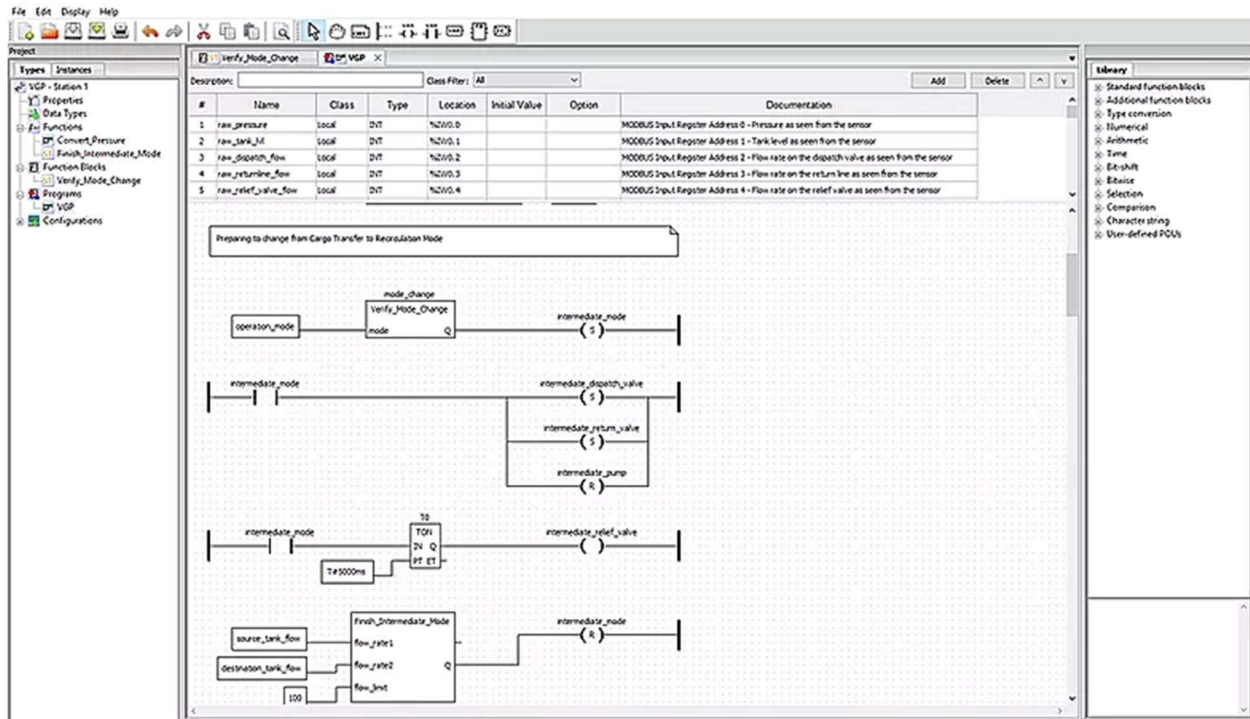 File Edit Display Help
Project
Types Instances
VGP - Station 1
Properties
Data Types
Functions
Convert_Pressure
Finish_Intermediate_Mode
Function Blocks
Verify_Mode_Change
Programs
VGP
Configurations
Verify_Mode_Change VGP
Description: Class Filter: All Add Delete
# Name Class Type Location Initial Value Option Documentation
1 raw_pressure Local INT %IW0.0 MODBUS Input Register Address 0 - Pressure as seen from the sensor
2 raw_tank_lvl Local INT %IW0.1 MODBUS Input Register Address 1 - Tank level as seen from the sensor
3 raw_dispatch_flow Local INT %IW0.2 MODBUS Input Register Address 2 - Flow rate on the dispatch valve as seen from the sensor
4 raw_returnline_flow Local INT %IW0.3 MODBUS Input Register Address 3 - Flow rate on the return line as seen from the sensor
5 raw_relief_valve_flow Local INT %IW0.4 MODBUS Input Register Address 4 - Flow rate on the relief valve as seen from the sensor
Preparing to change from Cargo Transfer to Recirculation Mode
mode_change
Verify_Mode_Change
operation_mode mode Q
intermediate_mode
S
intermediate_mode intermediate_dispatch_valve
S
intermediate_return_valve
S
intermediate_pump
R
T0
intermediate_mode TON intermediate_relief_valve
IN Q
PT ET
T#5000ms
Finish_Intermediate_Mode intermediate_mode
R
source_tank_flow flow_rate1
destination_tank_flow flow_rate2 Q
100 flow_limit
Library
Standard function blocks
Additional function blocks
Type conversion
Numerical
Arithmetic
Time
Bit-shift
Bitwise
Selection
Comparison
Character string
User-defined POUs